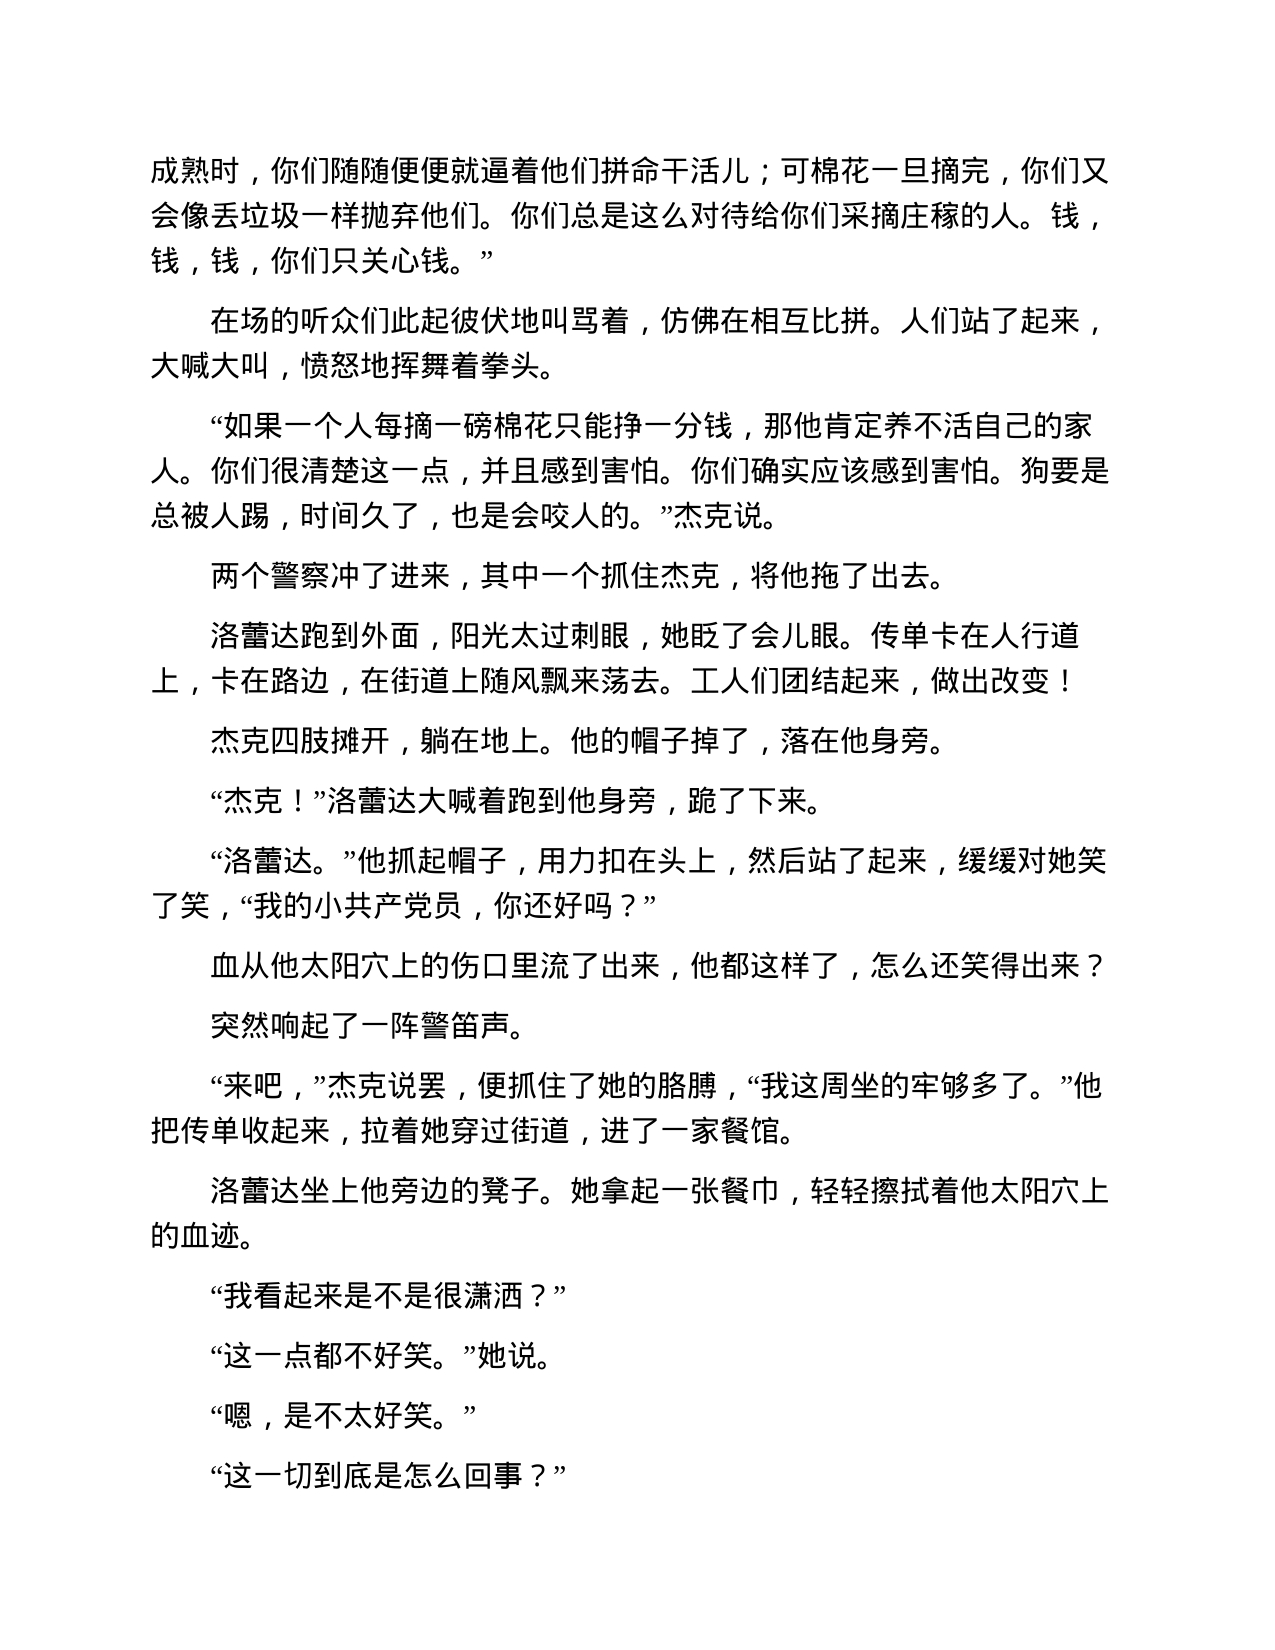 成熟时，你们随随便便就逼着他们拼命干活儿；可棉花一旦摘完，你们又
会像丢垃圾一样抛弃他们。你们总是这么对待给你们采摘庄稼的人。钱，
钱，钱，你们只关心钱。”
在场的听众们此起彼伏地叫骂着，仿佛在相互比拼。人们站了起来，
大喊大叫，愤怒地挥舞着拳头。
“如果一个人每摘一磅棉花只能挣一分钱，那他肯定养不活自己的家
人。你们很清楚这一点，并且感到害怕。你们确实应该感到害怕。狗要是
总被人踢，时间久了，也是会咬人的。”杰克说。
两个警察冲了进来，其中一个抓住杰克，将他拖了出去。
洛蕾达跑到外面，阳光太过刺眼，她眨了会儿眼。传单卡在人行道
上，卡在路边，在街道上随风飘来荡去。工人们团结起来，做出改变！
杰克四肢摊开，躺在地上。他的帽子掉了，落在他身旁。
“杰克！”洛蕾达大喊着跑到他身旁，跪了下来。
“洛蕾达。”他抓起帽子，用力扣在头上，然后站了起来，缓缓对她笑
了笑，“我的小共产党员，你还好吗？”
血从他太阳穴上的伤口里流了出来，他都这样了，怎么还笑得出来？
突然响起了一阵警笛声。
“来吧，”杰克说罢，便抓住了她的胳膊，“我这周坐的牢够多了。”他
把传单收起来，拉着她穿过街道，进了一家餐馆。
洛蕾达坐上他旁边的凳子。她拿起一张餐巾，轻轻擦拭着他太阳穴上
的血迹。
“我看起来是不是很潇洒？”
“这一点都不好笑。”她说。
“嗯，是不太好笑。”
“这一切到底是怎么回事？”